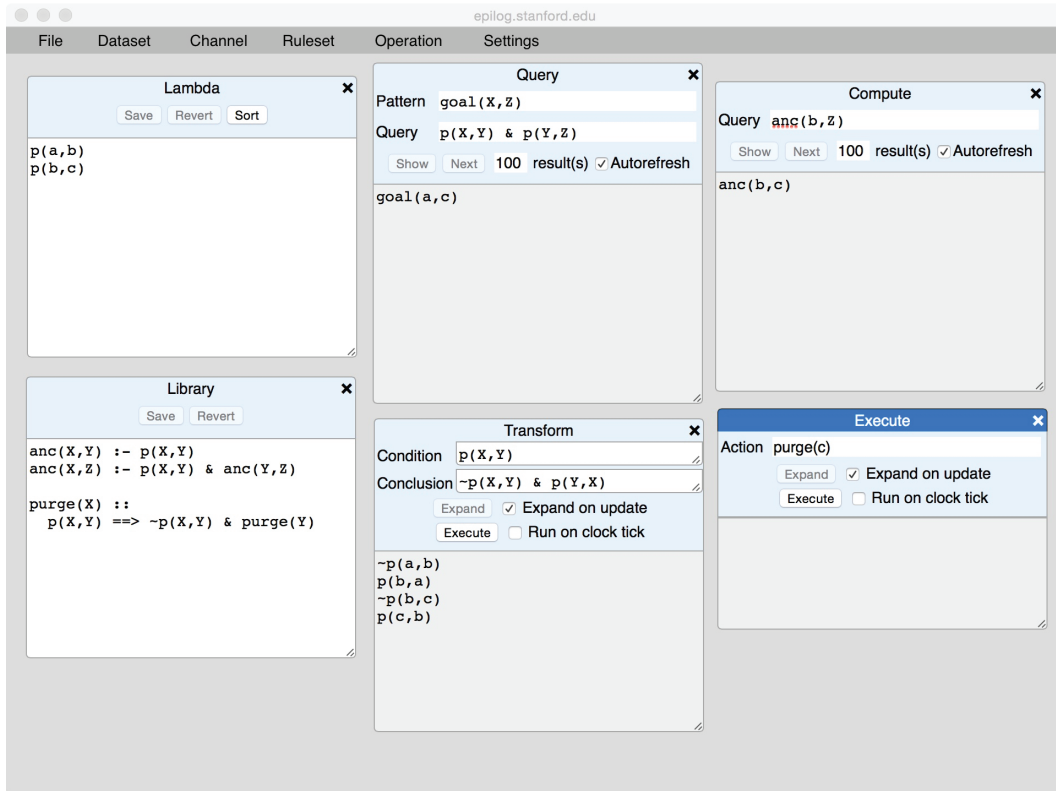 epilog.stanford.edu
File Dataset Channel Ruleset Operation Settings
Lambda
Save Revert Sort
p(a,b)
p(b,c)
Query
Pattern goal(X,Z)
Query p(X,Y) & p(Y,Z)
Show Next 100 result(s) Autorefresh
goal(a,c)
Compute
Query anc(b,Z)
Show Next 100 result(s) Autorefresh
anc(b,c)
Library
Save Revert
anc(X,Y) :- p(X,Y)
anc(X,Z) :- p(X,Y) & anc(Y,Z)
purge(X) ::
p(X,Y) ==> ~p(X,Y) & purge(Y)
Transform
Condition p(X,Y)
Conclusion ~p(X,Y) & p(Y,X)
Expand Expand on update
Execute Run on clock tick
~p(a,b)
p(b,a)
~p(b,c)
p(c,b)
Execute
Action purge(c)
Expand Expand on update
Execute Run on clock tick